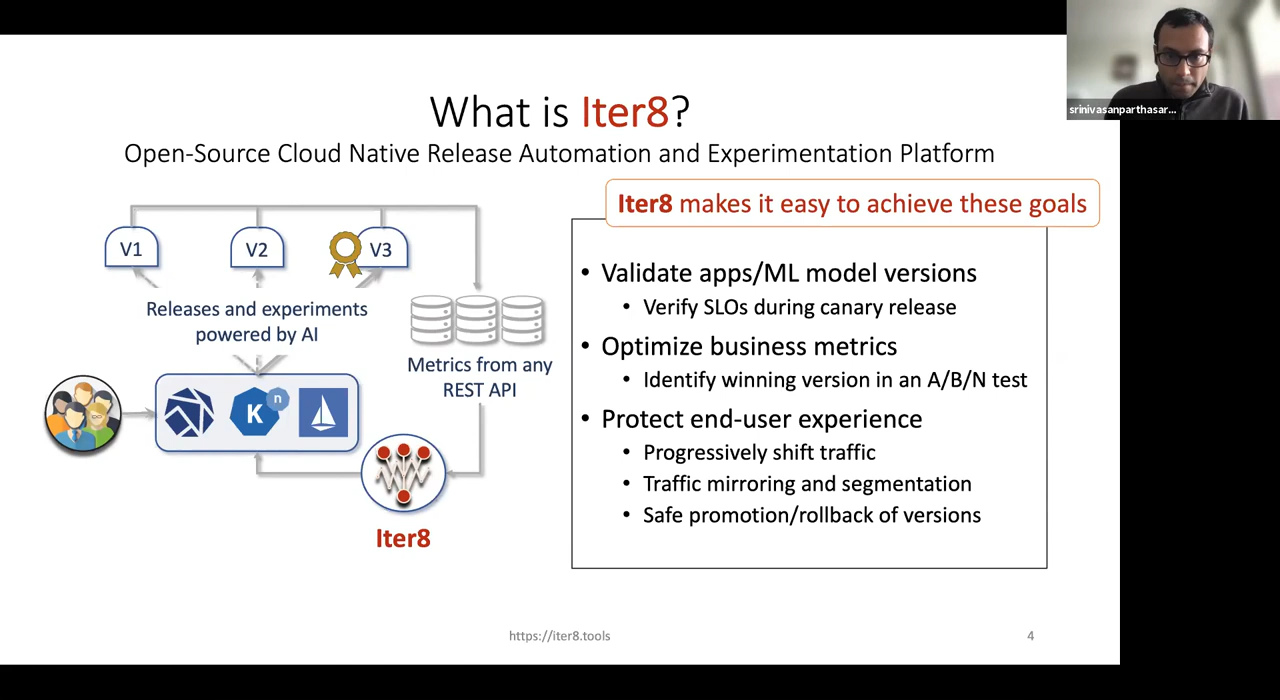 srinivasanparthasar...
What is Iter8?
Open-Source Cloud Native Release Automation and Experimentation Platform
V1
V2
V3
Releases and experiments
powered by AI
Metrics from any
REST API
K
n
Iter8
Iter8 makes it easy to achieve these goals
• Validate apps/ML model versions
• Verify SLOs during canary release
• Optimize business metrics
• Identify winning version in an A/B/N test
• Protect end-user experience
• Progressively shift traffic
• Traffic mirroring and segmentation
• Safe promotion/rollback of versions
https://iter8.tools
4